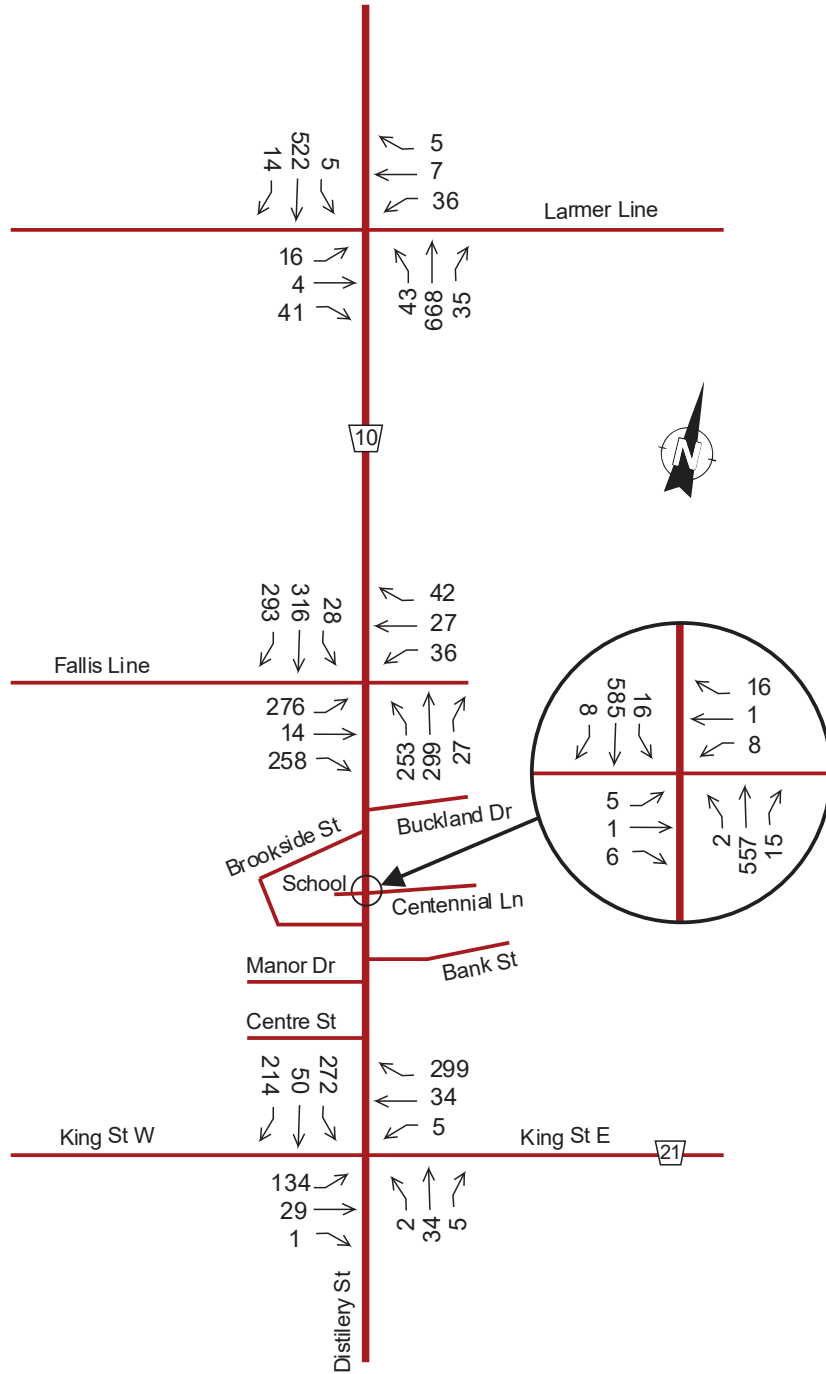 14 522 5
5
7
36
Larmer Line
16
4
41
43 668 35
10
N
293 316 28
42
27
36
Fallis Line
276
14
258
253 299 27
8 585 16
16
1
8
5
1
6
2 557 15
Buckland Dr
Brookside St
School
Centennial Ln
Manor Dr
Bank St
Centre St
214 50 272
299
34
5
King St W
King St E
21
134
29
1
2 34 5
Distillery St